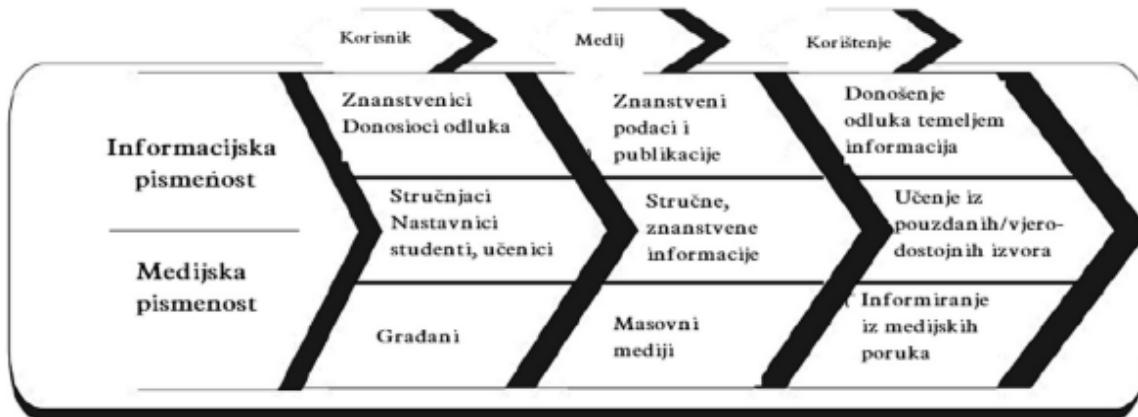 Korisnik
Medij
Korištenje
Informacijska
pismenost
Medijska
pismenost
Znanstvenici
Donosioci odluka
Znanstveni
podaci i
publikacije
Donošenje
odluka temeljem
informacija
Stručnjaci
Nastavnici
studenti, učenici
Stručne,
znanstvene
informacije
Učenje iz
pouzdanih/vjero-
dostojnih izvora
Građani
Masovni
mediji
Informiranje
iz medijskih
poruka